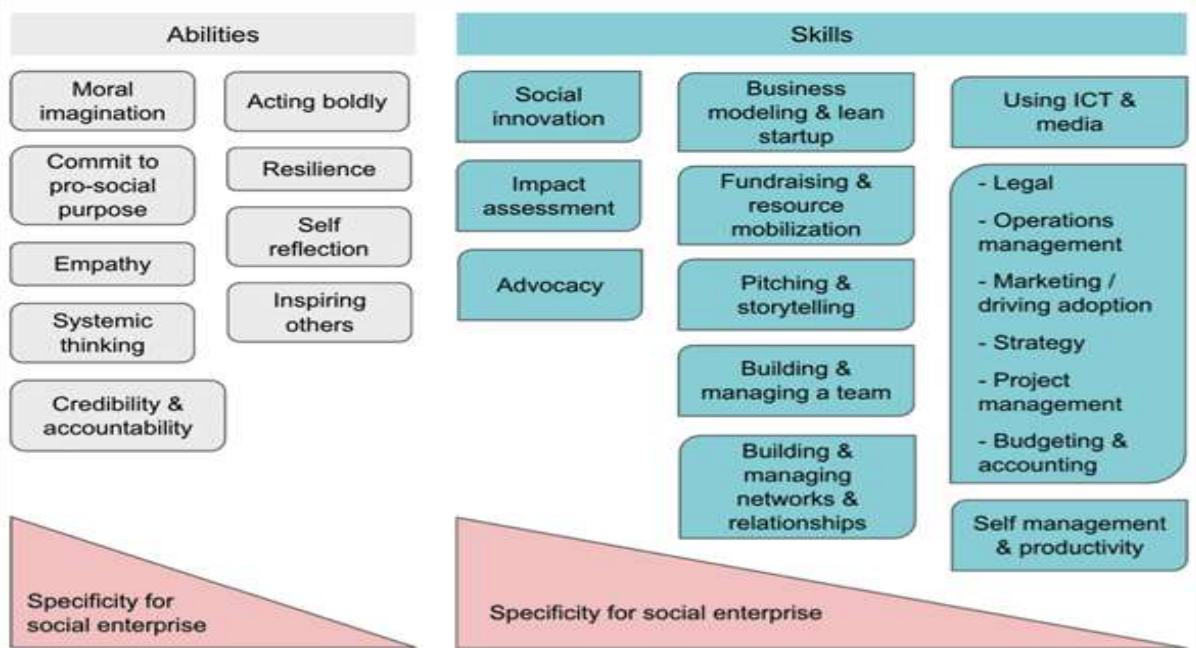 Abilities
Moral
imagination
Commit to
pro-social
purpose
Empathy
Systemic
thinking
Credibility &
accountability
Acting boldly
Resilience
Self
reflection
Inspiring
others
Specificity for
social enterprise
Skills
Social
innovation
Impact
assessment
Advocacy
Business
modeling & lean
startup
Fundraising &
resource
mobilization
Pitching &
storytelling
Building &
managing a team
Building &
managing
networks &
relationships
Using ICT &
media
- Legal
- Operations
management
- Marketing /
driving adoption
- Strategy
- Project
management
- Budgeting &
accounting
Self management
& productivity
Specificity for social enterprise